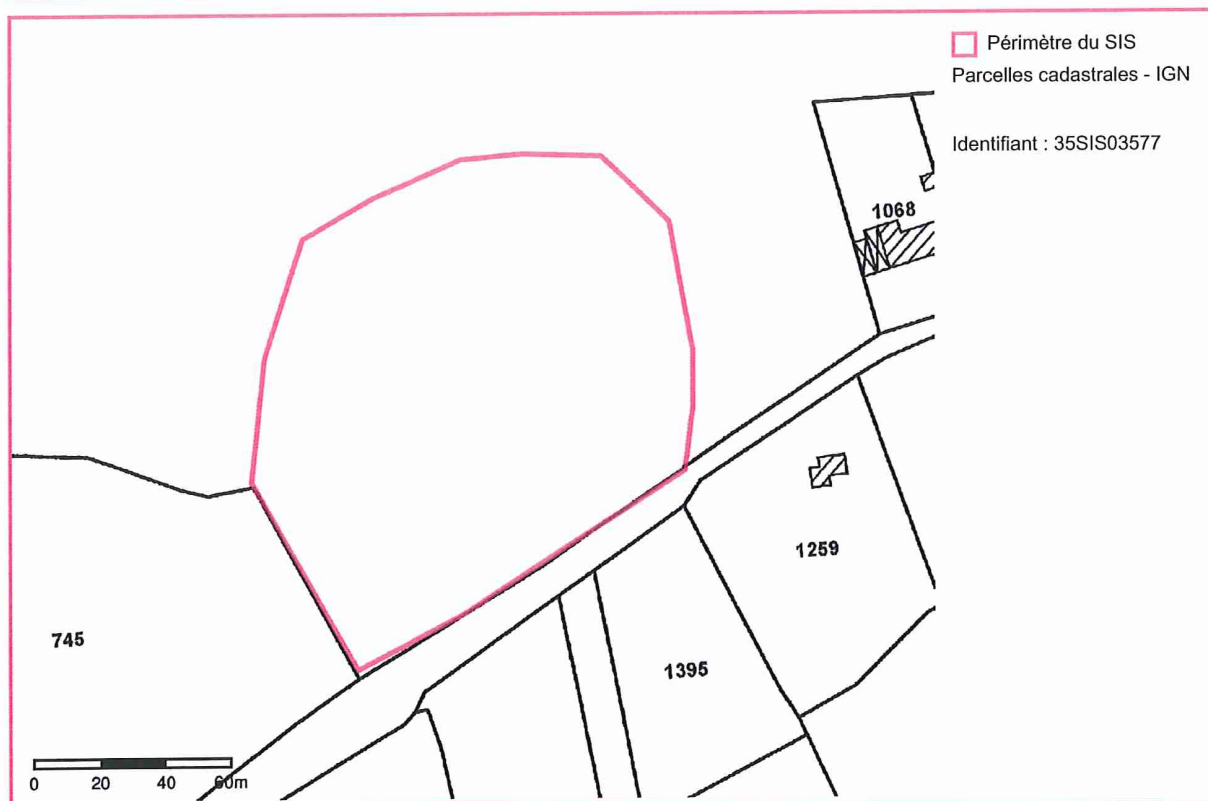 Périmètre du SIS
Parcelles cadastrales - IGN
Identifiant : 35SIS03577
1068
1259
745
1395
0 20 40 60m